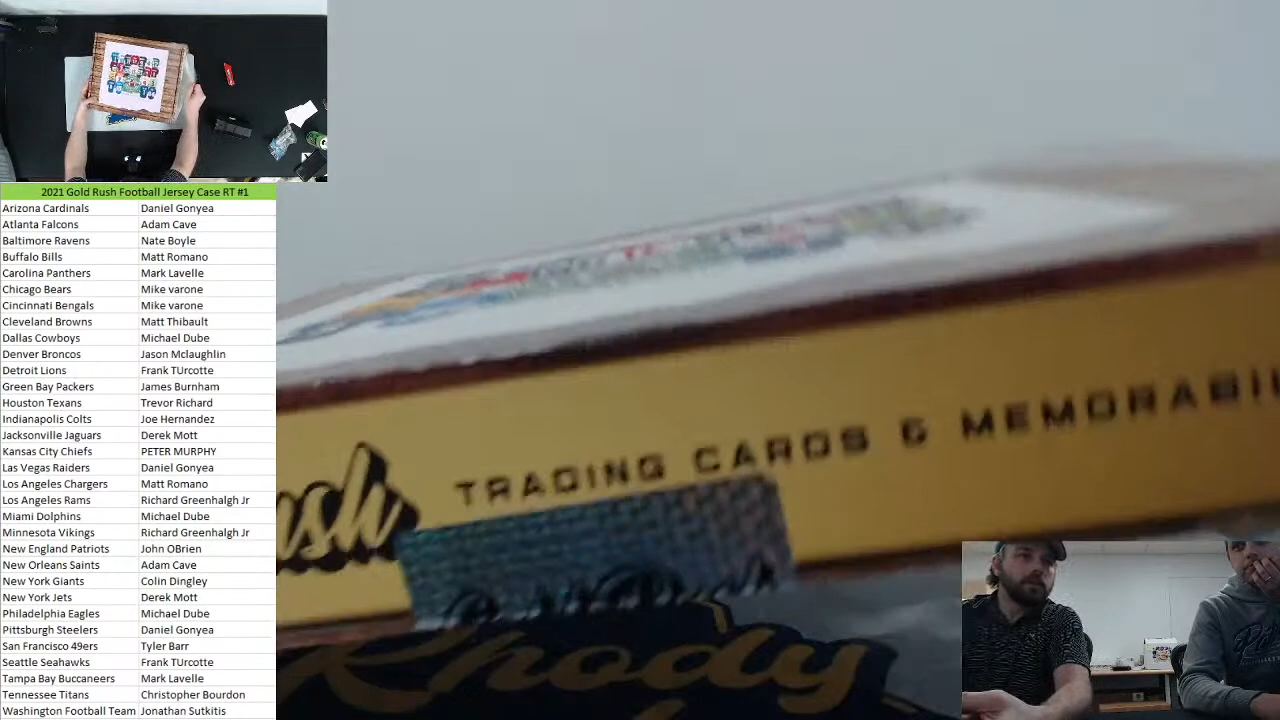 2021 Gold Rush Football Jersey Case RT #1
Arizona Cardinals Daniel Gonyea
Atlanta Falcons Adam Cave
Baltimore Ravens Nate Boyle
Buffalo Bills Matt Romano
Carolina Panthers Mark Lavelle
Chicago Bears Mike varone
Cincinnati Bengals Mike varone
Cleveland Browns Matt Thibault
Dallas Cowboys Michael Dube
Denver Broncos Jason Mclaughlin
Detroit Lions Frank TUrcotte
Green Bay Packers James Burnham
Houston Texans Trevor Richard
Indianapolis Colts Joe Hernandez
Jacksonville Jaguars Derek Mott
Kansas City Chiefs PETER MURPHY
Las Vegas Raiders Daniel Gonyea
Los Angeles Chargers Matt Romano
Los Angeles Rams Richard Greenhalgh Jr
Miami Dolphins Michael Dube
Minnesota Vikings Richard Greenhalgh Jr
New England Patriots John OBrien
New Orleans Saints Adam Cave
New York Giants Colin Dingley
New York Jets Derek Mott
Philadelphia Eagles Michael Dube
Pittsburgh Steelers Daniel Gonyea
San Francisco 49ers Tyler Barr
Seattle Seahawks Frank TUrcotte
Tampa Bay Buccaneers Mark Lavelle
Tennessee Titans Christopher Bourdon
Washington Football Team Jonathan Sutkitis
ush TRADING CARDS & MEMORABIL
Rhody